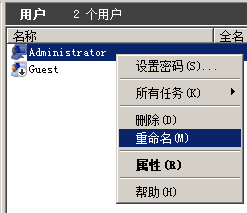 用户 2 个用户
名称 全名
Administrator
Guest
设置密码(S)...
所有任务(K)
删除(D)
重命名(M)
属性(R)
帮助(H)